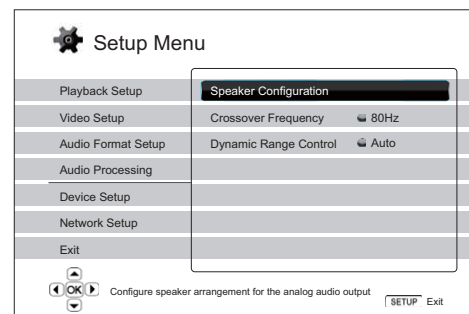 Setup Menu
Playback Setup
Speaker Configuration
Video Setup
Crossover Frequency 80Hz
Audio Format Setup
Dynamic Range Control Auto
Audio Processing
Device Setup
Network Setup
Exit
OK
Configure speaker arrangement for the analog audio output
SETUP Exit